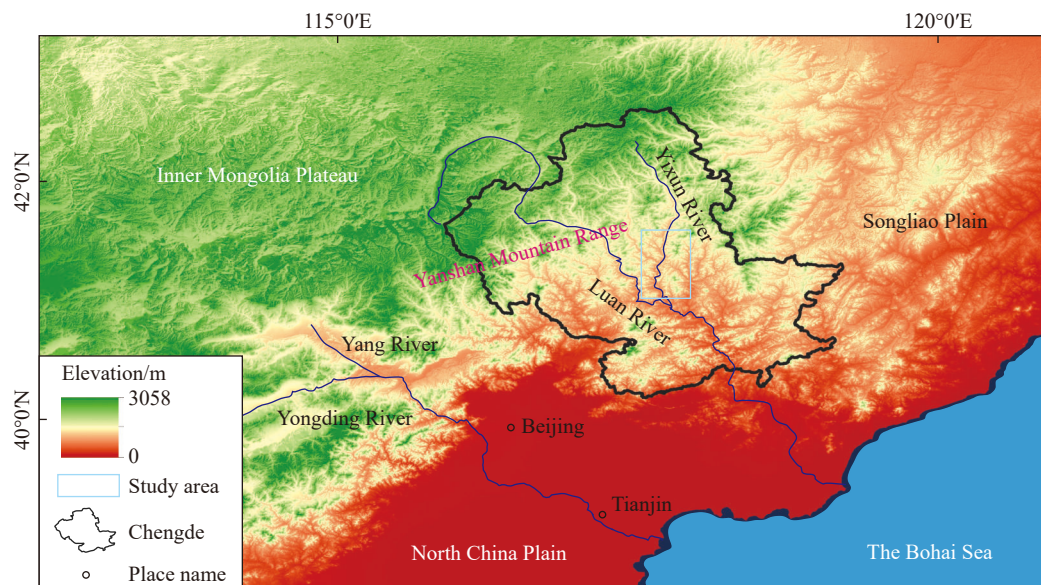 115°0′E
120°0′E
42°0′N
40°0′N
Inner Mongolia Plateau
Yixun River
Songliao Plain
Yanshan Mountain Range
Luan River
Yang River
Yongding River
Beijing
Tianjin
North China Plain
The Bohai Sea
Elevation/m
3058
0
Study area
Chengde
Place name